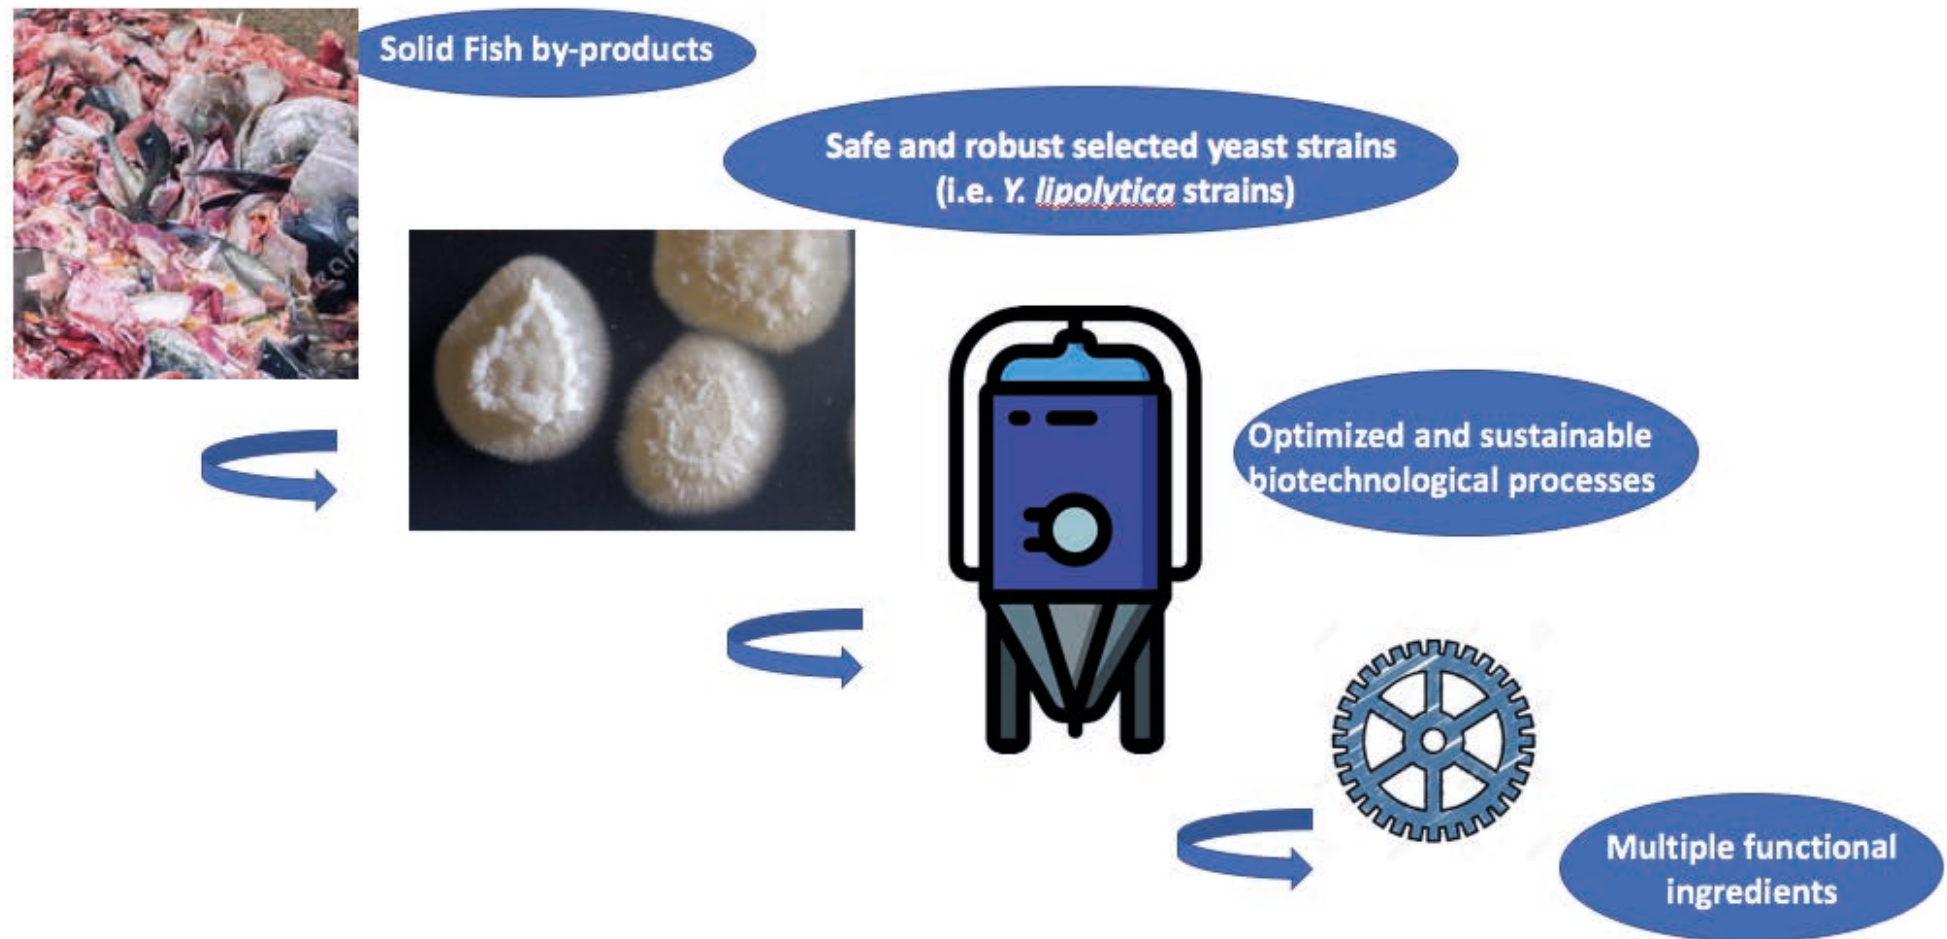 Solid Fish by-products
Safe and robust selected yeast strains
(i.e. Y. lipolytica strains)
Optimized and sustainable
biotechnological processes
Multiple functional
ingredients